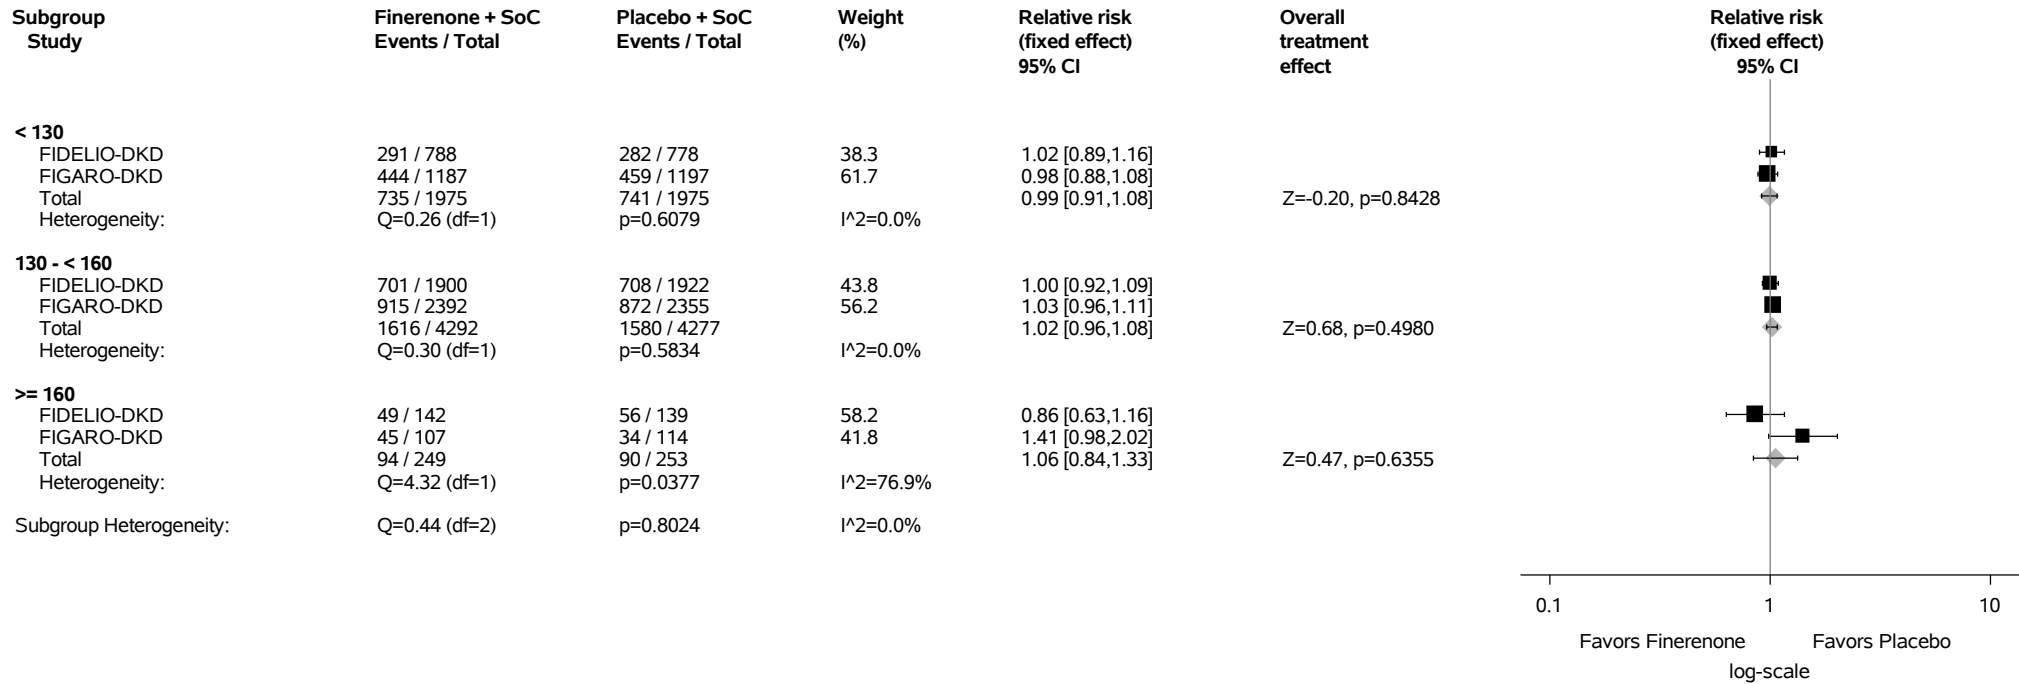 Subgroup Finerenone + SoC Placebo + SoC Weight Relative risk Overall Relative risk
Study Events / Total Events / Total (%) (fixed effect) treatment (fixed effect)
95% CI effect 95% CI
< 130
FIDELIO-DKD 291 / 788 282 / 778 38.3 1.02 [0.89,1.16]
FIGARO-DKD 444 / 1187 459 / 1197 61.7 0.98 [0.88,1.08]
Total 735 / 1975 741 / 1975 0.99 [0.91,1.08] Z=-0.20, p=0.8428
Heterogeneity: Q=0.26 (df=1) p=0.6079 I^2=0.0%
130 - < 160
FIDELIO-DKD 701 / 1900 708 / 1922 43.8 1.00 [0.92,1.09]
FIGARO-DKD 915 / 2392 872 / 2355 56.2 1.03 [0.96,1.11]
Total 1616 / 4292 1580 / 4277 1.02 [0.96,1.08] Z=0.68, p=0.4980
Heterogeneity: Q=0.30 (df=1) p=0.5834 I^2=0.0%
>= 160
FIDELIO-DKD 49 / 142 56 / 139 58.2 0.86 [0.63,1.16]
FIGARO-DKD 45 / 107 34 / 114 41.8 1.41 [0.98,2.02]
Total 94 / 249 90 / 253 1.06 [0.84,1.33] Z=0.47, p=0.6355
Heterogeneity: Q=4.32 (df=1) p=0.0377 I^2=76.9%
Subgroup Heterogeneity: Q=0.44 (df=2) p=0.8024 I^2=0.0%
0.1 1 10
Favors Finerenone Favors Placebo
log-scale